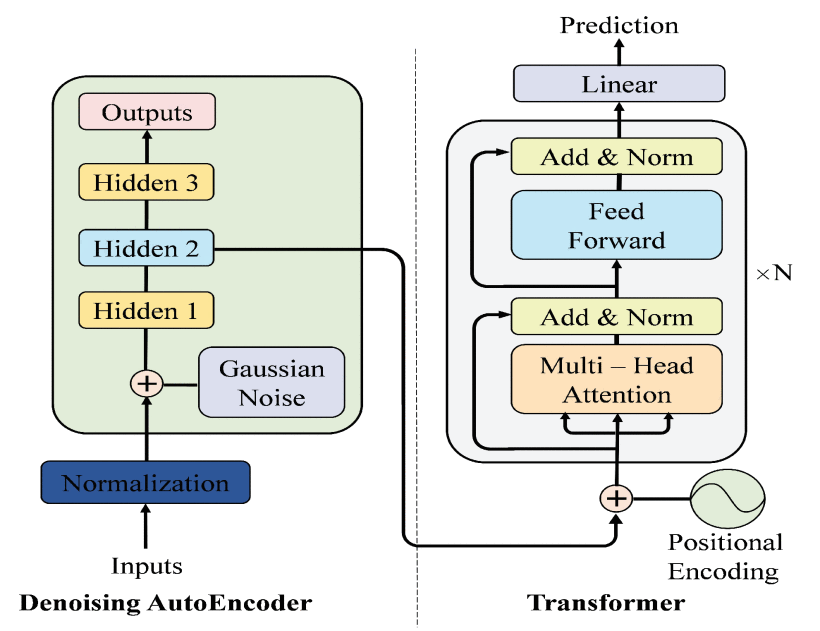 Outputs
Hidden 3
Hidden 2
Hidden 1
+
Gaussian
Noise
Normalization
Inputs
Denoising AutoEncoder
Prediction
Linear
Add & Norm
Feed
Forward
×N
Add & Norm
Multi – Head
Attention
+
Positional
Encoding
Transformer